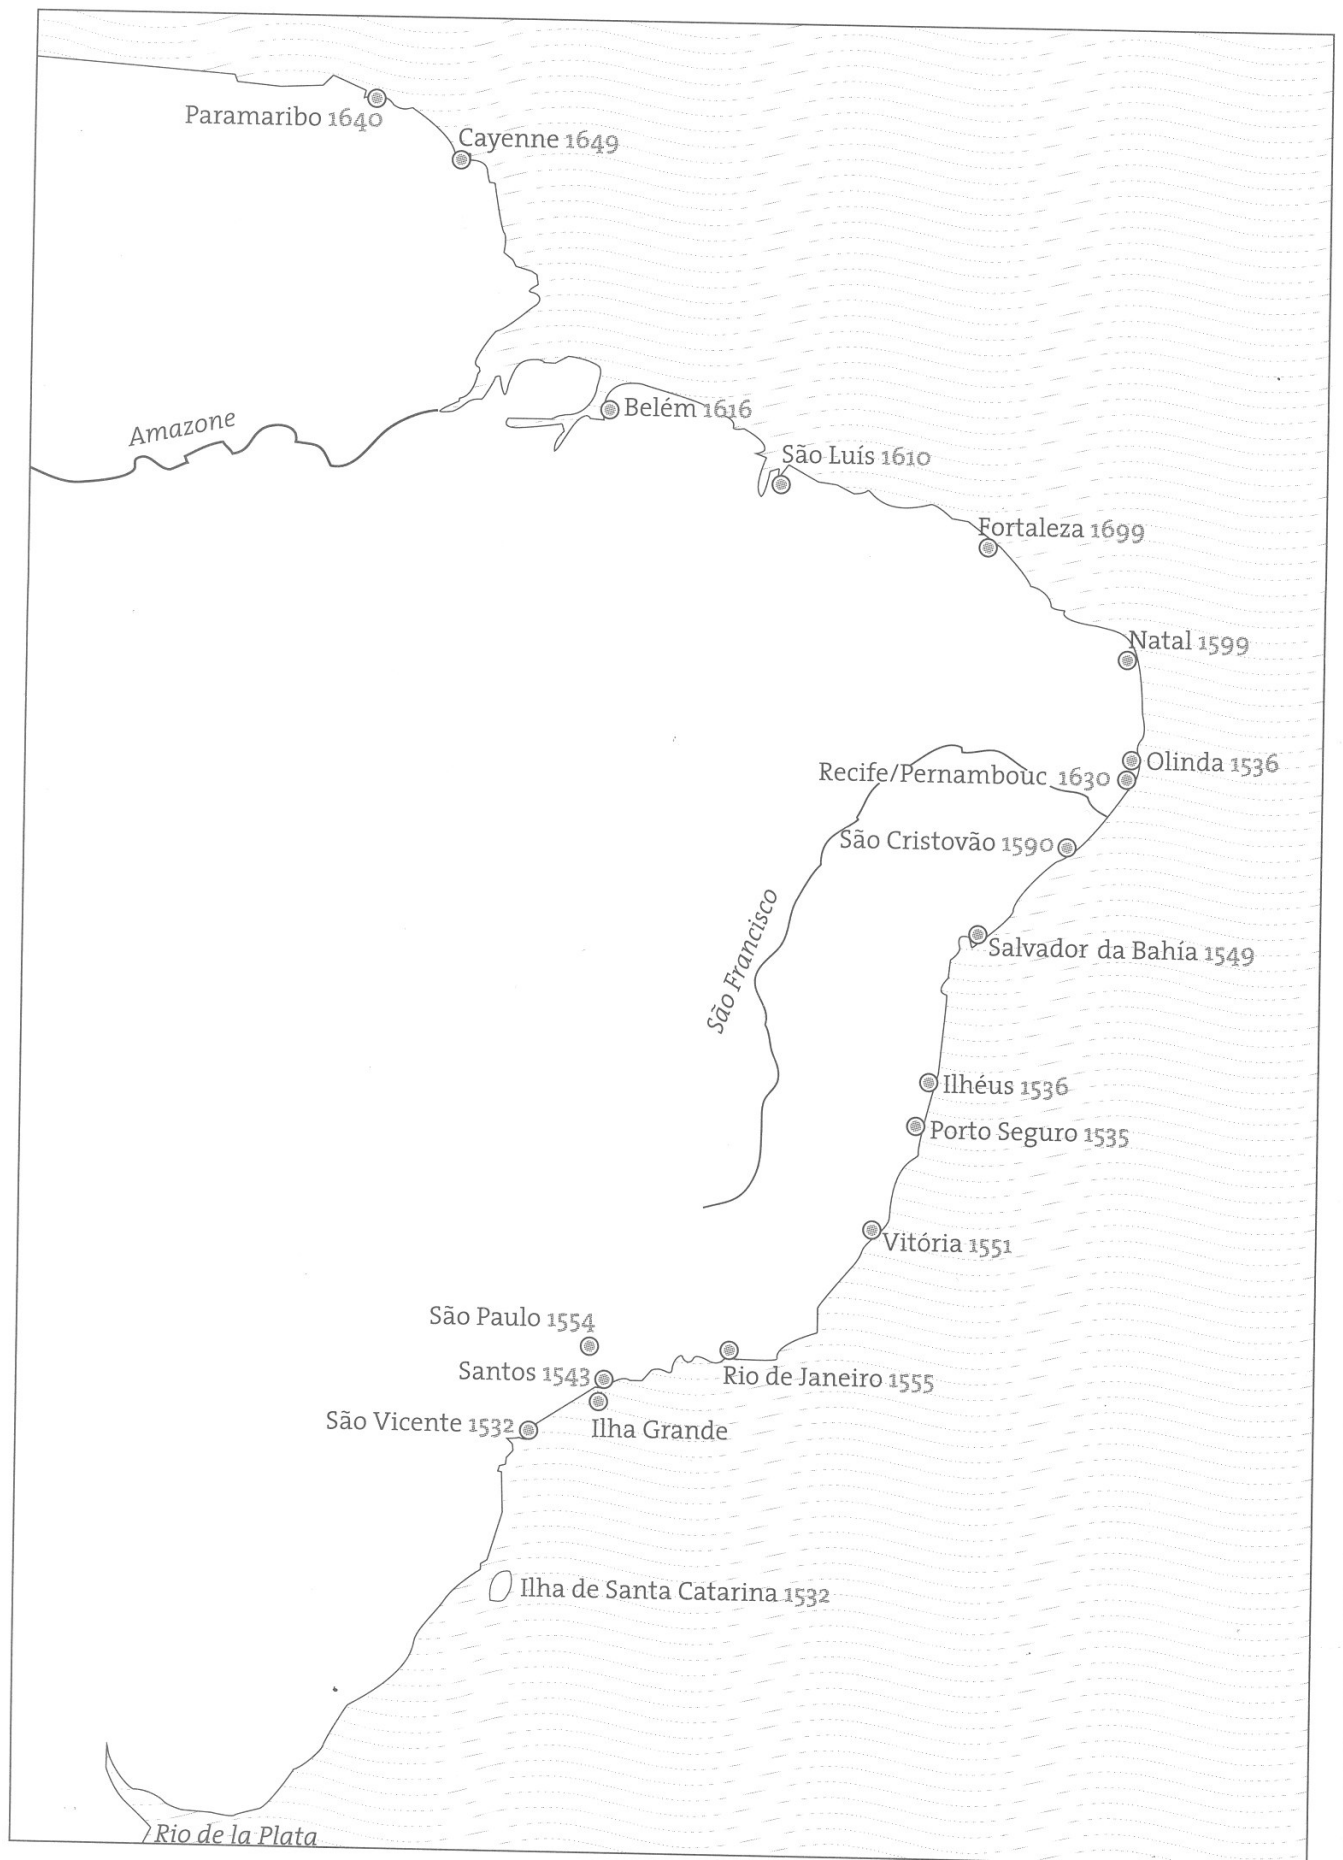 Paramaribo 1640
Cayenne 1649
Amazone
Belém 1616
São Luís 1610
Fortaleza 1699
Natal 1599
Olinda 1536
Recife/Pernambouc 1630
São Cristovão 1590
São Francisco
Salvador da Bahía 1549
Ilhéus 1536
Porto Seguro 1535
Vitória 1551
São Paulo 1554
Santos 1543
Rio de Janeiro 1555
São Vicente 1532
Ilha Grande
Ilha de Santa Catarina 1532
Rio de la Plata